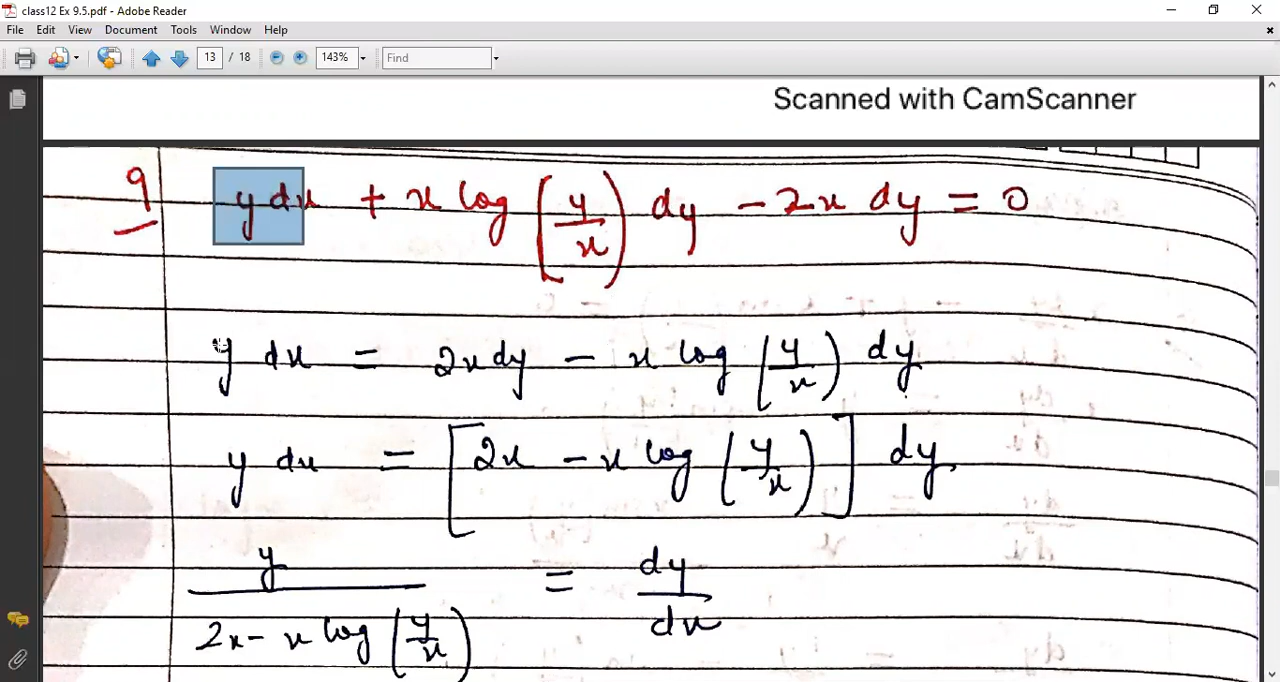 class12 Ex 9.5.pdf - Adobe Reader
File Edit View Document Tools Window Help
13 / 18 143% Find
Scanned with CamScanner
9 y dx + x log (y/x) dy - 2x dy = 0
y dx = 2x dy - x log (y/x) dy
y dx = [2x - x log (y/x)] dy
y/(2x - x log (y/x)) = dy/dx